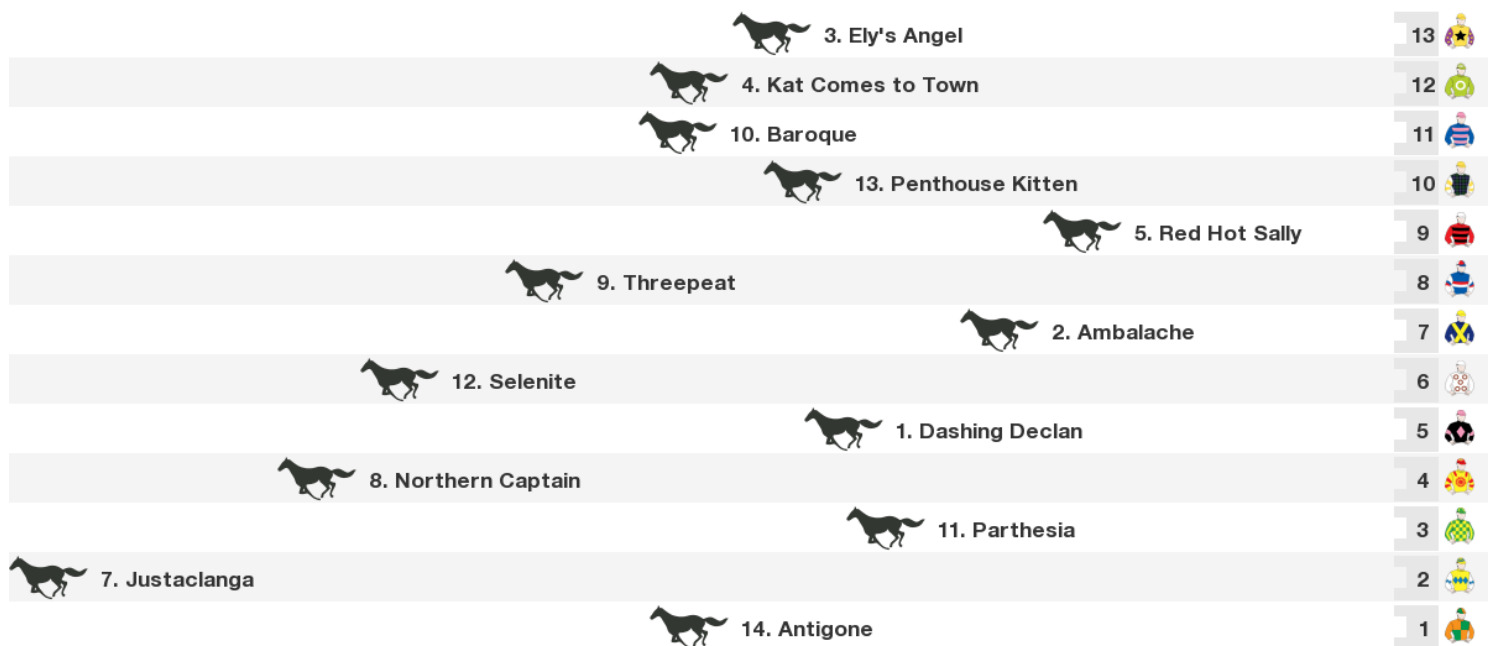 3. Ely's Angel 13
4. Kat Comes to Town 12
10. Baroque 11
13. Penthouse Kitten 10
5. Red Hot Sally 9
9. Threepeat 8
2. Ambalache 7
12. Selenite 6
1. Dashing Declan 5
8. Northern Captain 4
11. Parthesia 3
7. Justaclanga 2
14. Antigone 1